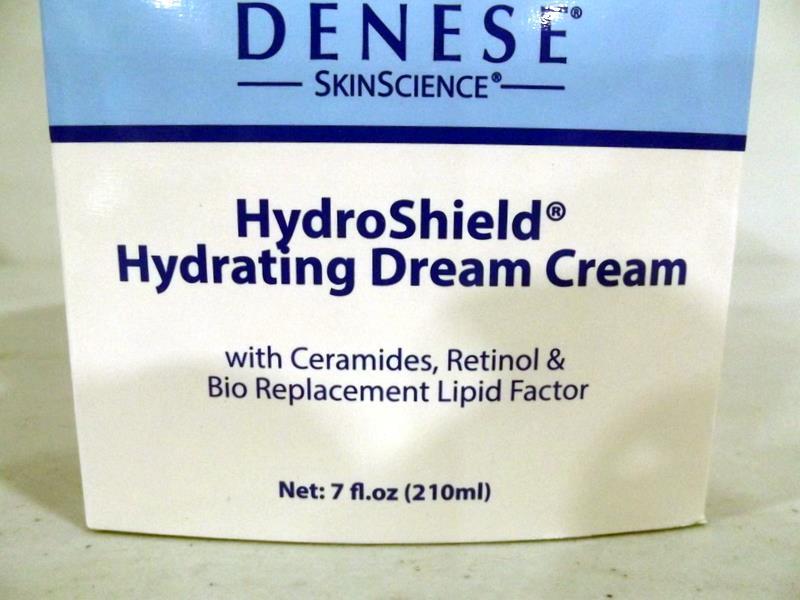 DENESE®
SKINSCIENCE®
HydroShield®
Hydrating Dream Cream
with Ceramides, Retinol &
Bio Replacement Lipid Factor
Net: 7 fl.oz (210ml)